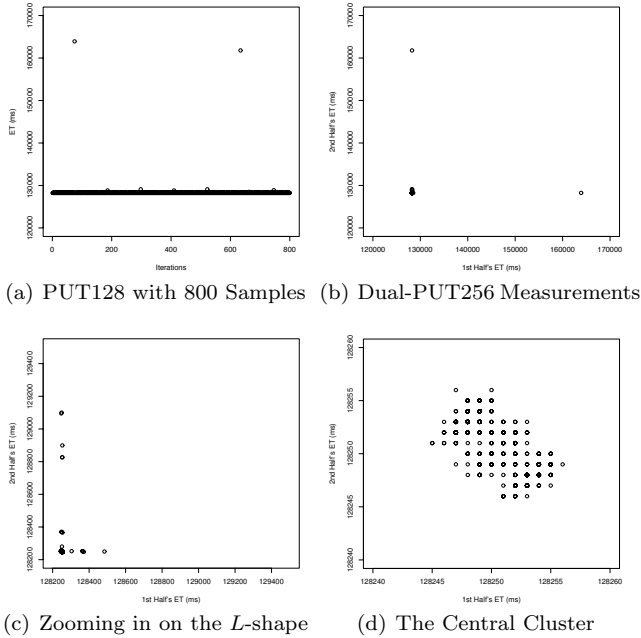 170000
160000
150000
140000
130000
120000
ET (ms)
0 200 400 600 800
Iterations
170000
160000
150000
140000
130000
120000
2nd Half's ET (ms)
120000 130000 140000 150000 160000 170000
1st Half's ET (ms)
(a) PUT128 with 800 Samples (b) Dual-PUT256 Measurements
129400
129200
129000
128800
128600
128400
128200
2nd Half's ET (ms)
128200 128400 128600 128800 129000 129200 129400
1st Half's ET (ms)
128260
128255
128250
128245
128240
2nd Half's ET (ms)
128240 128245 128250 128255 128260
1st Half's ET (ms)
(c) Zooming in on the L-shape (d) The Central Cluster